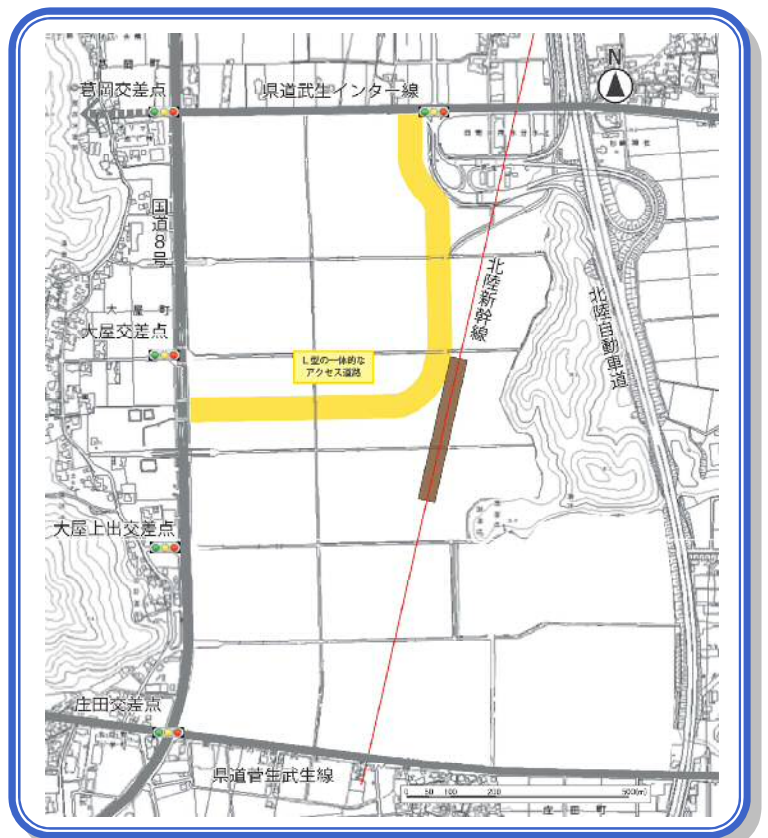 葛岡町
N
葛岡交差点
県道武生インター線
国道8号
北陸新幹線
北陸自動車道
大屋町
大屋交差点
L型の一体的な
アクセス道路
大屋上出交差点
庄田交差点
県道菅生武生線
0 50 100 200 500(m)
庄田町